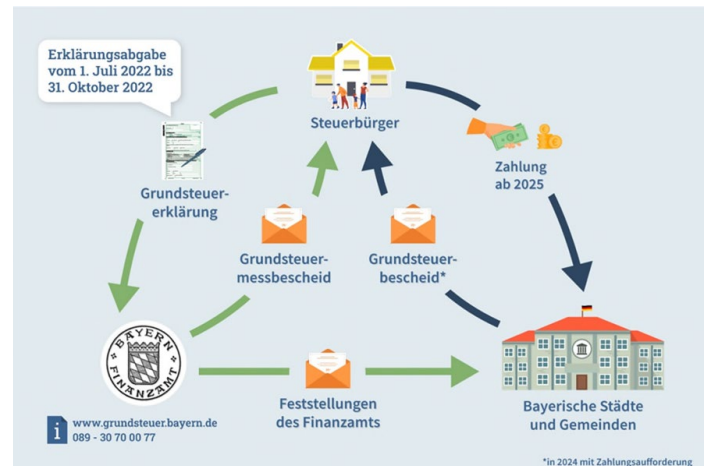 Erklärungsabgabe
vom 1. Juli 2022 bis
31. Oktober 2022
Steuerbürger
Grundsteuer-
erklärung
Zahlung
ab 2025
Grundsteuer-
messbescheid
Grundsteuer-
bescheid*
BAYERN
FINANZAMT
Feststellungen
des Finanzamts
Bayerische Städte
und Gemeinden
www.grundsteuer.bayern.de
089 - 30 70 00 77
*in 2024 mit Zahlungsaufforderung